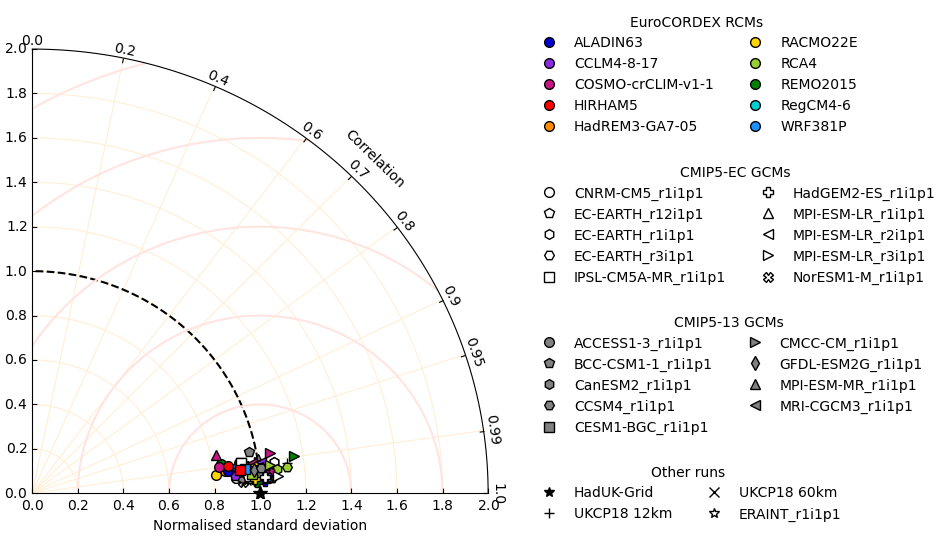 EuroCORDEX RCMs
ALADIN63
CCLM4-8-17
COSMO-crCLIM-v1-1
HIRHAM5
HadREM3-GA7-05
RACMO22E
RCA4
REMO2015
RegCM4-6
WRF381P
CMIP5-EC GCMs
CNRM-CM5_r1i1p1
EC-EARTH_r12i1p1
EC-EARTH_r1i1p1
EC-EARTH_r3i1p1
IPSL-CM5A-MR_r1i1p1
HadGEM2-ES_r1i1p1
MPI-ESM-LR_r1i1p1
MPI-ESM-LR_r2i1p1
MPI-ESM-LR_r3i1p1
NorESM1-M_r1i1p1
CMIP5-13 GCMs
ACCESS1-3_r1i1p1
BCC-CSM1-1_r1i1p1
CanESM2_r1i1p1
CCSM4_r1i1p1
CESM1-BGC_r1i1p1
CMCC-CM_r1i1p1
GFDL-ESM2G_r1i1p1
MPI-ESM-MR_r1i1p1
MRI-CGCM3_r1i1p1
Other runs
HadUK-Grid
UKCP18 12km
UKCP18 60km
ERAINT_r1i1p1
Correlation
0.0
0.2
0.4
0.6
0.7
0.8
0.9
0.95
0.99
1.0
2.0
1.8
1.6
1.4
1.2
1.0
0.8
0.6
0.4
0.2
0.0
0.0 0.2 0.4 0.6 0.8 1.0 1.2 1.4 1.6 1.8 2.0
Normalised standard deviation